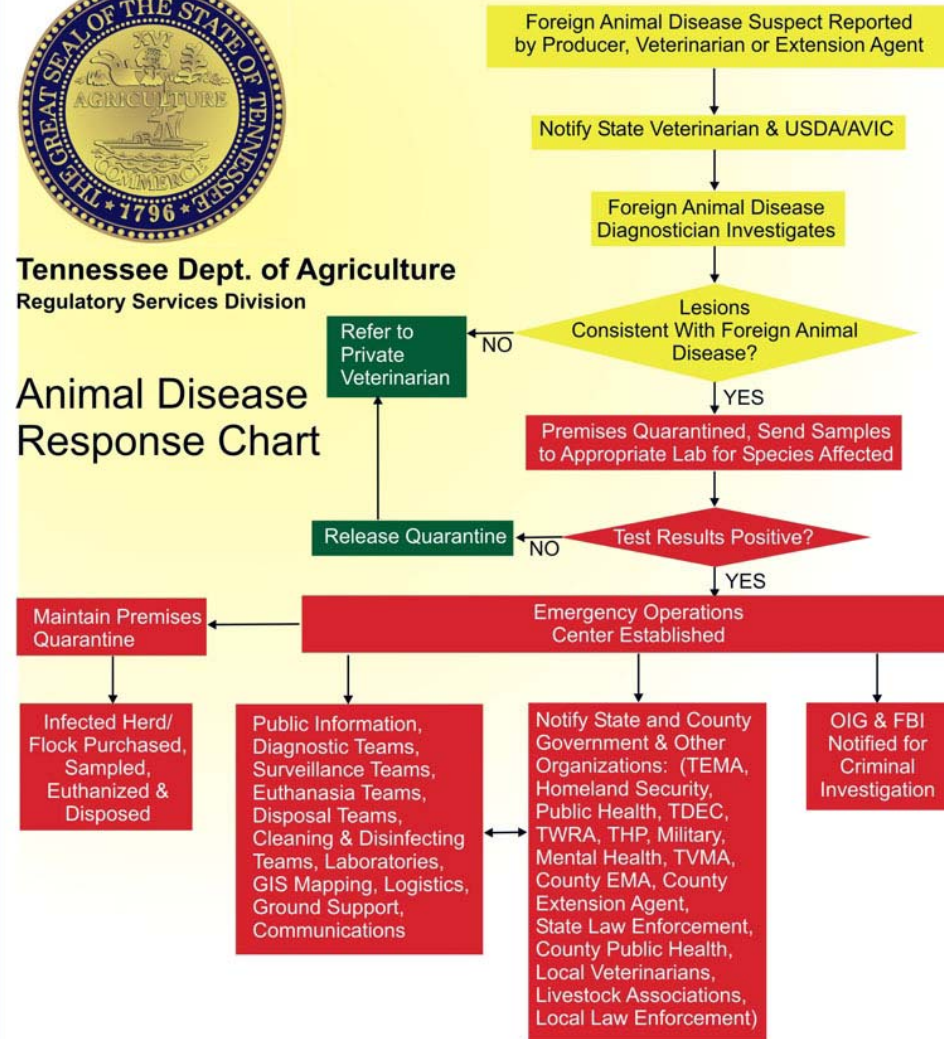 THE GREAT SEAL OF THE STATE OF TENNESSEE
XVI
AGRICULTURE
COMMERCE
1796
Tennessee Dept. of Agriculture
Regulatory Services Division
Animal Disease
Response Chart
Foreign Animal Disease Suspect Reported
by Producer, Veterinarian or Extension Agent
Notify State Veterinarian & USDA/AVIC
Foreign Animal Disease
Diagnostician Investigates
Lesions
Consistent With Foreign Animal
Disease?
NO
Refer to
Private
Veterinarian
YES
Premises Quarantined, Send Samples
to Appropriate Lab for Species Affected
Test Results Positive?
NO
Release Quarantine
YES
Emergency Operations
Center Established
Maintain Premises
Quarantine
Infected Herd/
Flock Purchased,
Sampled,
Euthanized &
Disposed
Public Information,
Diagnostic Teams,
Surveillance Teams,
Euthanasia Teams,
Disposal Teams,
Cleaning & Disinfecting
Teams, Laboratories,
GIS Mapping, Logistics,
Ground Support,
Communications
Notify State and County
Government & Other
Organizations: (TEMA,
Homeland Security,
Public Health, TDEC,
TWRA, THP, Military,
Mental Health, TVMA,
County EMA, County
Extension Agent,
State Law Enforcement,
County Public Health,
Local Veterinarians,
Livestock Associations,
Local Law Enforcement)
OIG & FBI
Notified for
Criminal
Investigation